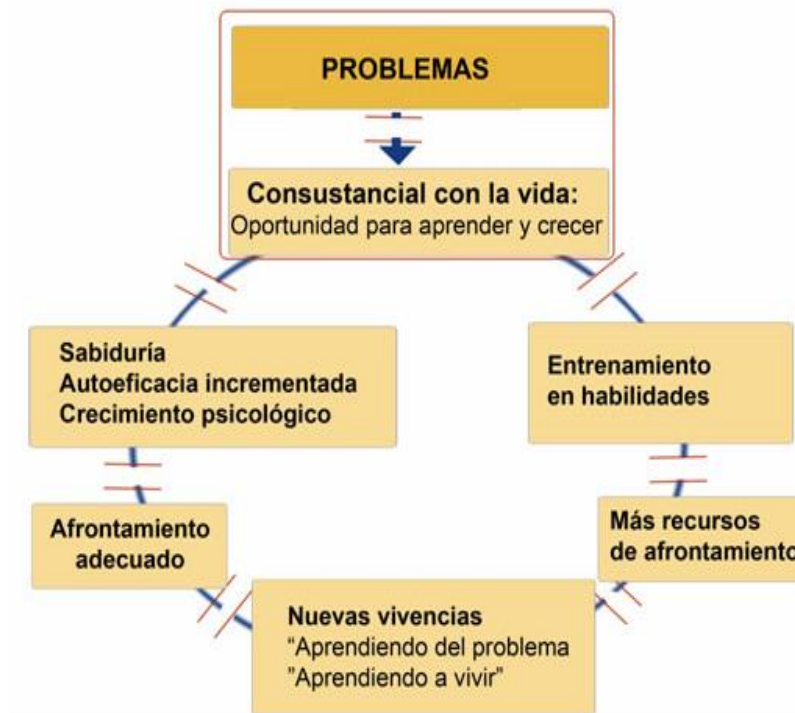 PROBLEMAS
Consustancial con la vida:
Oportunidad para aprender y crecer
Sabiduría
Autoeficacia incrementada
Crecimiento psicológico
Entrenamiento
en habilidades
Afrontamiento
adecuado
Más recursos
de afrontamiento
Nuevas vivencias
“Aprendiendo del problema
”Aprendiendo a vivir”